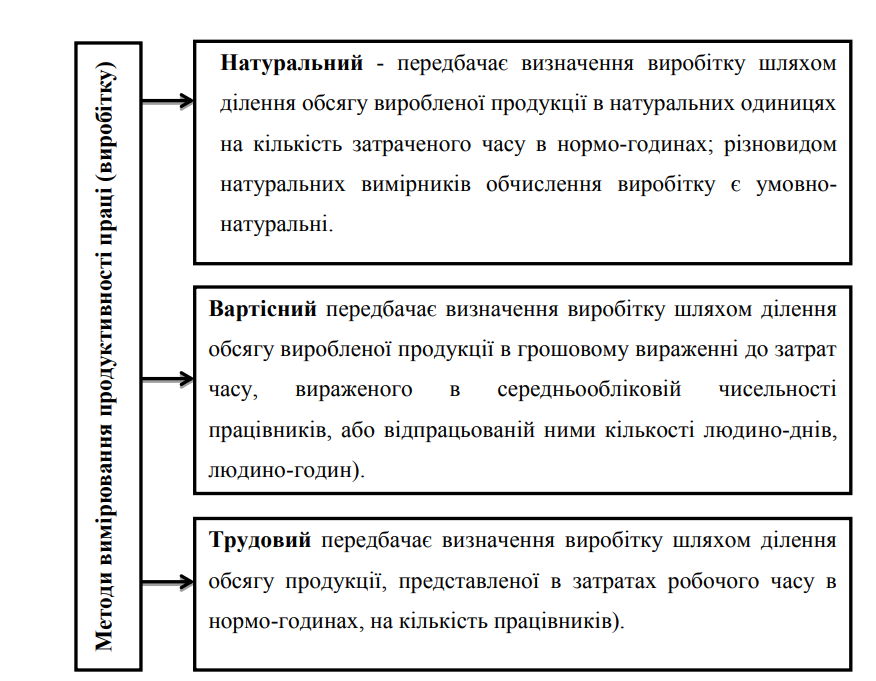 Методи вимірювання продуктивності праці (виробітку)
Натуральний - передбачає визначення виробітку шляхом
ділення обсягу виробленої продукції в натуральних одиницях
на кількість затраченого часу в нормо-годинах; різновидом
натуральних вимірників обчислення виробітку є умовно-
натуральні.
Вартісний передбачає визначення виробітку шляхом ділення
обсягу виробленої продукції в грошовому вираженні до затрат
часу, вираженого в середньообліковій чисельності
працівників, або відпрацьованій ними кількості людино-днів,
людино-годин).
Трудовий передбачає визначення виробітку шляхом ділення
обсягу продукції, представленої в затратах робочого часу в
нормо-годинах, на кількість працівників).